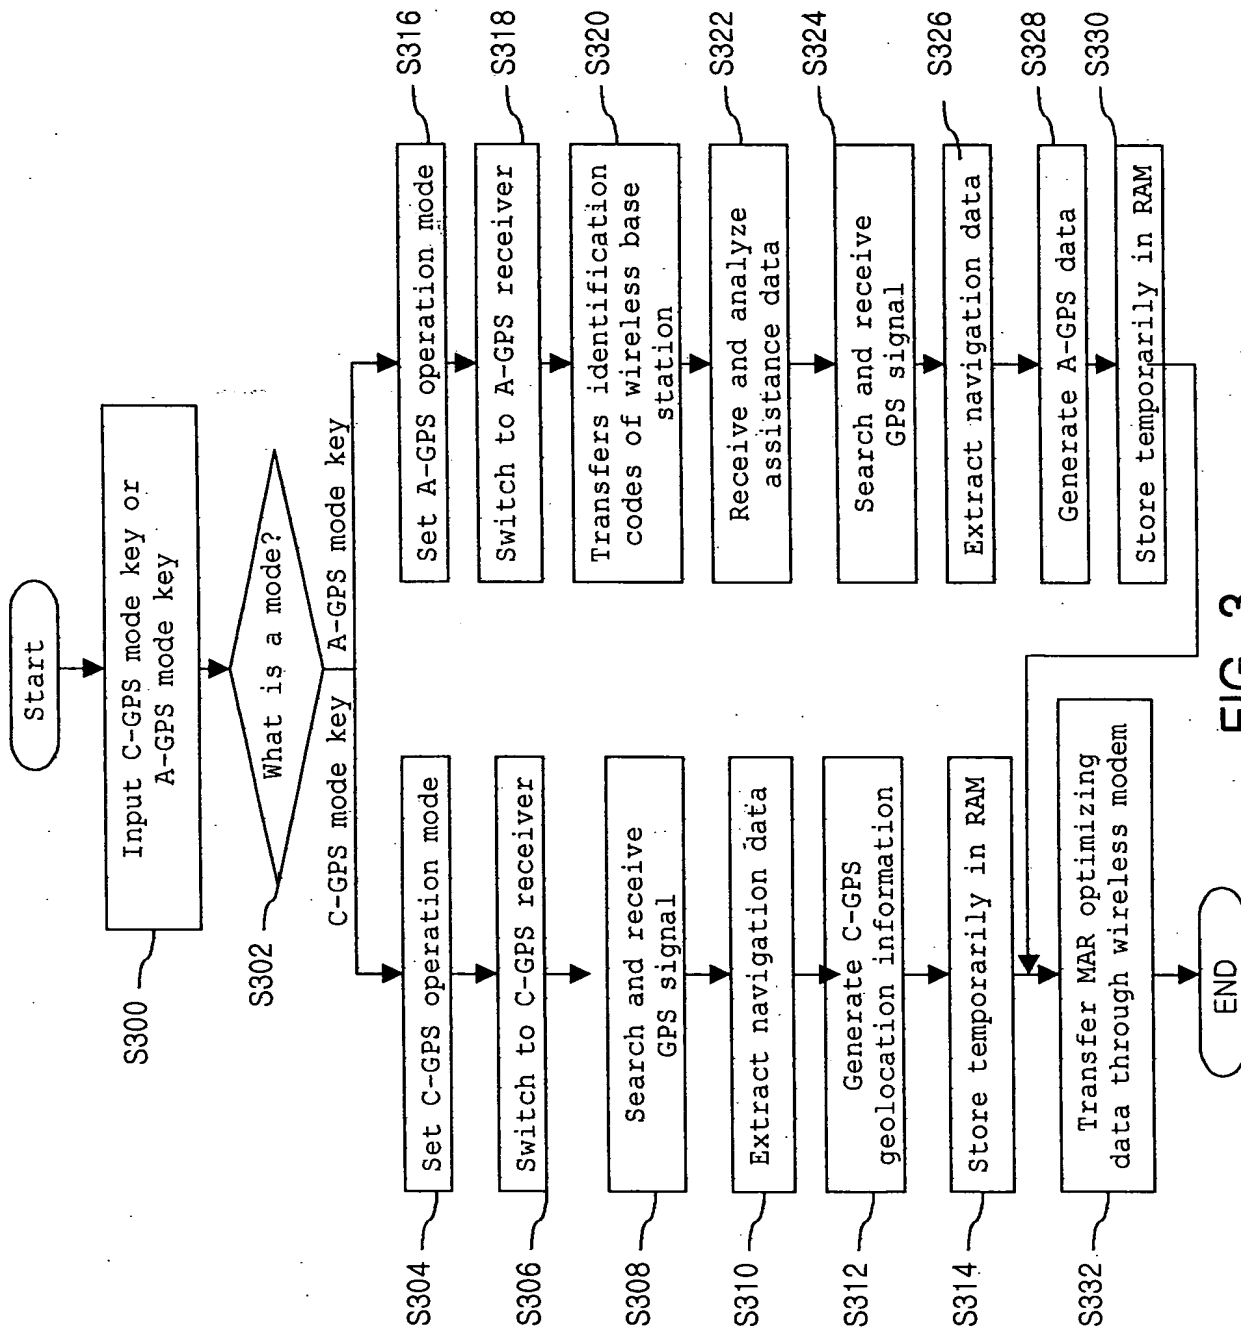 Start
Input C-GPS mode key or
A-GPS mode key
S300
What is a mode?
S302
C-GPS mode key
A-GPS mode key
Set C-GPS operation mode
S304
Switch to C-GPS receiver
S306
Search and receive
GPS signal
S308
Extract navigation data
S310
Generate C-GPS
geolocation information
S312
Store temporarily in RAM
S314
Transfer MAR optimizing
data through wireless modem
S332
END
Set A-GPS operation mode
S316
Switch to A-GPS receiver
S318
Transfers identification
codes of wireless base
station
S320
Receive and analyze
assistance data
S322
Search and receive
GPS signal
S324
Extract navigation data
S326
Generate A-GPS data
S328
Store temporarily in RAM
S330
FIG. 3